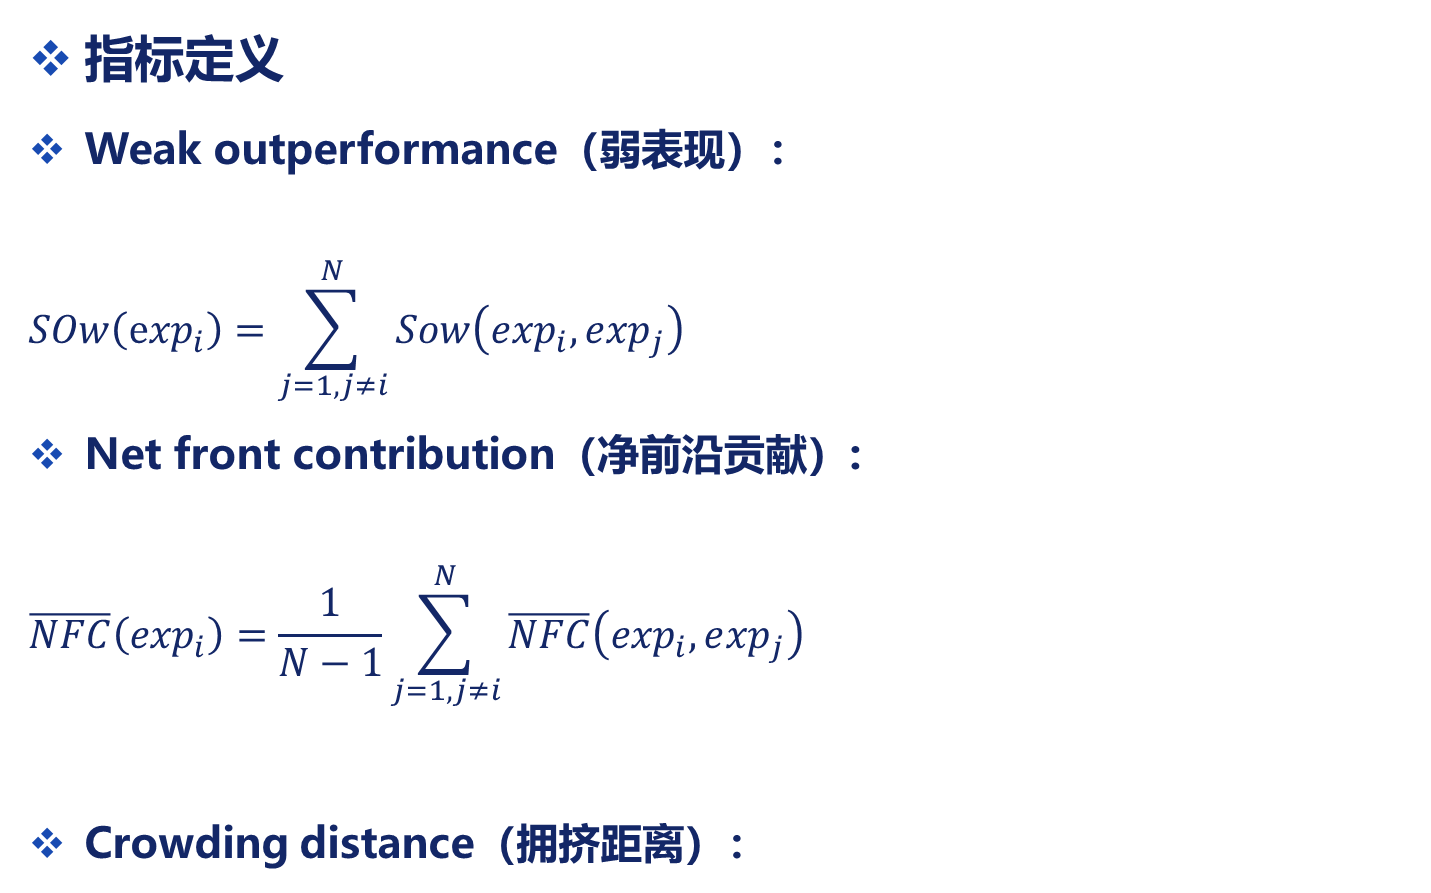 ❖ 指标定义
❖ Weak outperformance（弱表现）:
$SOw(\mathrm{e}xp_i) = \sum_{j=1,j\neq i}^{N} Sow(exp_i, exp_j)$
❖ Net front contribution（净前沿贡献）:
$\overline{NFC}(exp_i) = \frac{1}{N-1} \sum_{j=1,j\neq i}^{N} \overline{NFC}(exp_i, exp_j)$
❖ Crowding distance（拥挤距离）: